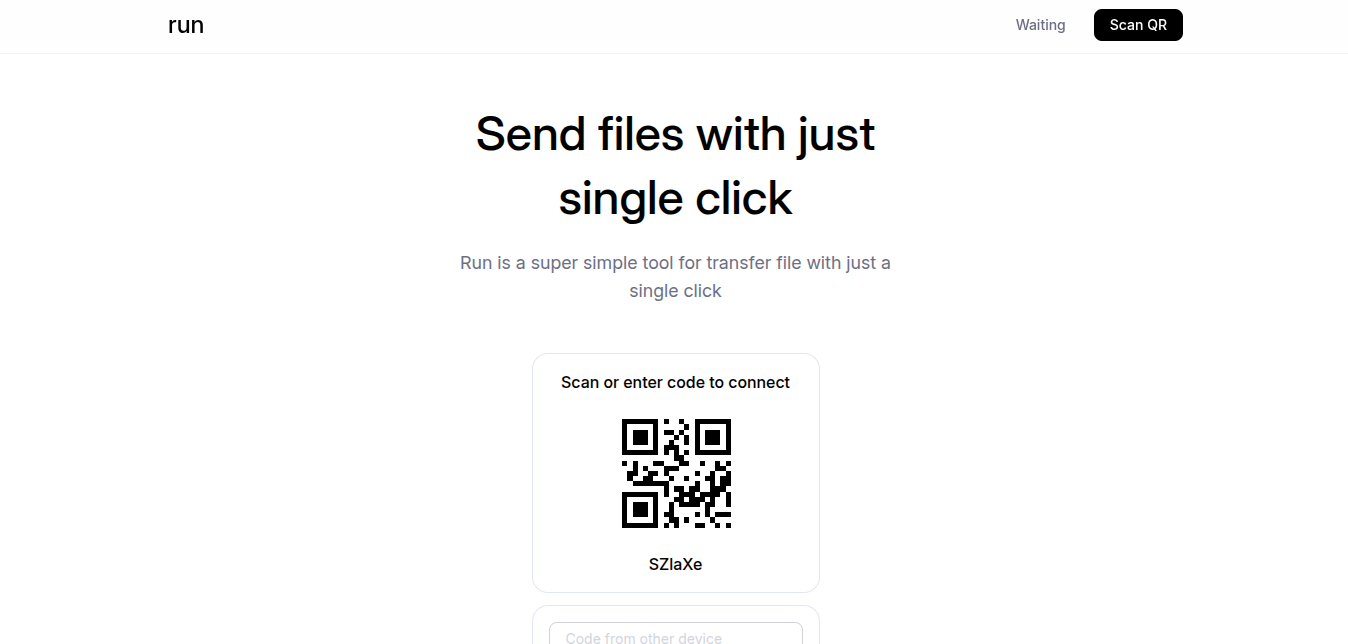 run
Waiting
Scan QR
Send files with just
single click
Run is a super simple tool for transfer file with just a
single click
Scan or enter code to connect
SZlaXe
Code from other device